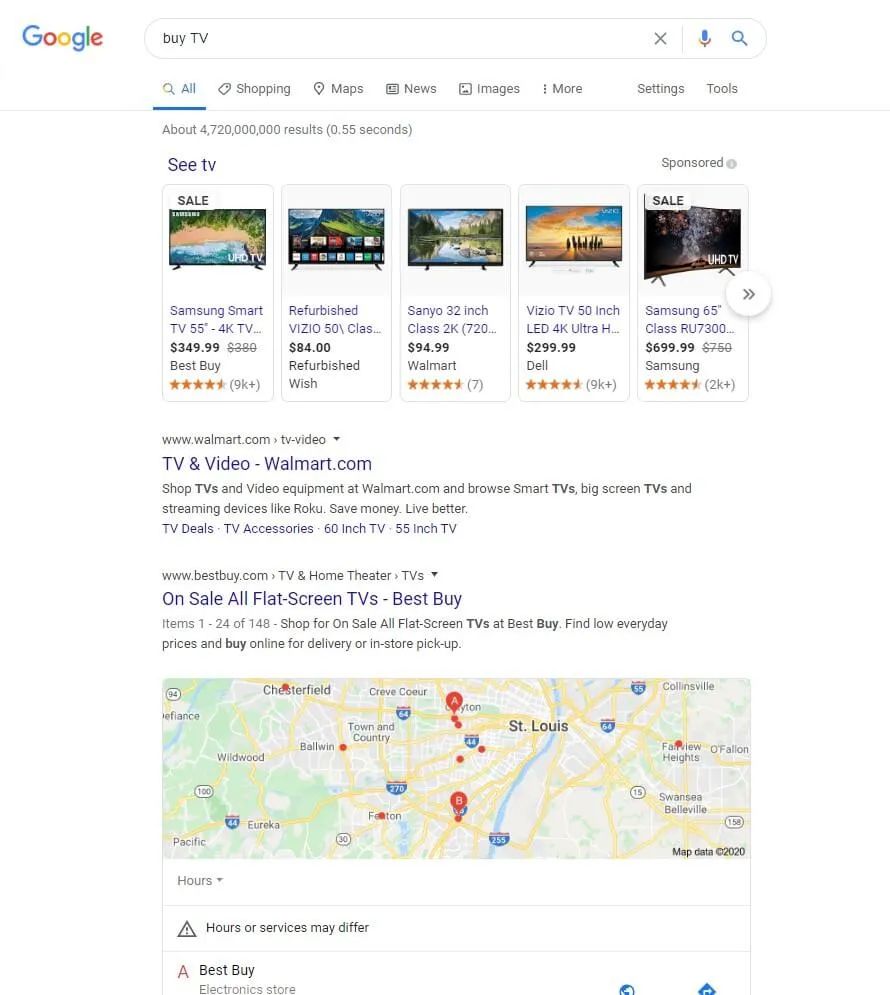 Google
buy TV
All Shopping Maps News Images More Settings Tools
About 4,720,000,000 results (0.55 seconds)
See tv
Sponsored
SALE
SAMSUNG
UHD TV
Samsung Smart
TV 55" - 4K TV...
$349.99 $380
Best Buy
(9k+)
Refurbished
VIZIO 50\ Clas...
$84.00
Refurbished
Wish
Sanyo 32 inch
Class 2K (720...
$94.99
Walmart
(7)
Vizio TV 50 Inch
LED 4K Ultra H...
$299.99
Dell
(9k+)
SALE
UHD TV
Samsung 65"
Class RU7300...
$699.99 $750
Samsung
(2k+)
www.walmart.com › tv-video
TV & Video - Walmart.com
Shop TVs and Video equipment at Walmart.com and browse Smart TVs, big screen TVs and
streaming devices like Roku. Save money. Live better.
TV Deals · TV Accessories · 60 Inch TV · 55 Inch TV
www.bestbuy.com › TV & Home Theater › TVs
On Sale All Flat-Screen TVs - Best Buy
Items 1 - 24 of 148 - Shop for On Sale All Flat-Screen TVs at Best Buy. Find low everyday
prices and buy online for delivery or in-store pick-up.
94
Chesterfield
Creve Coeur
A
55
Collinsville
efiance
64
Clayton
Town and
Country
St. Louis
64
44
Ballwin
Fairview
Heights
O'Fallon
Wildwood
100
270
B
15
Swansea
Belleville
44
Eureka
Fenton
158
Pacific
30
255
Map data ©2020
Hours
Hours or services may differ
A Best Buy
Electronics store